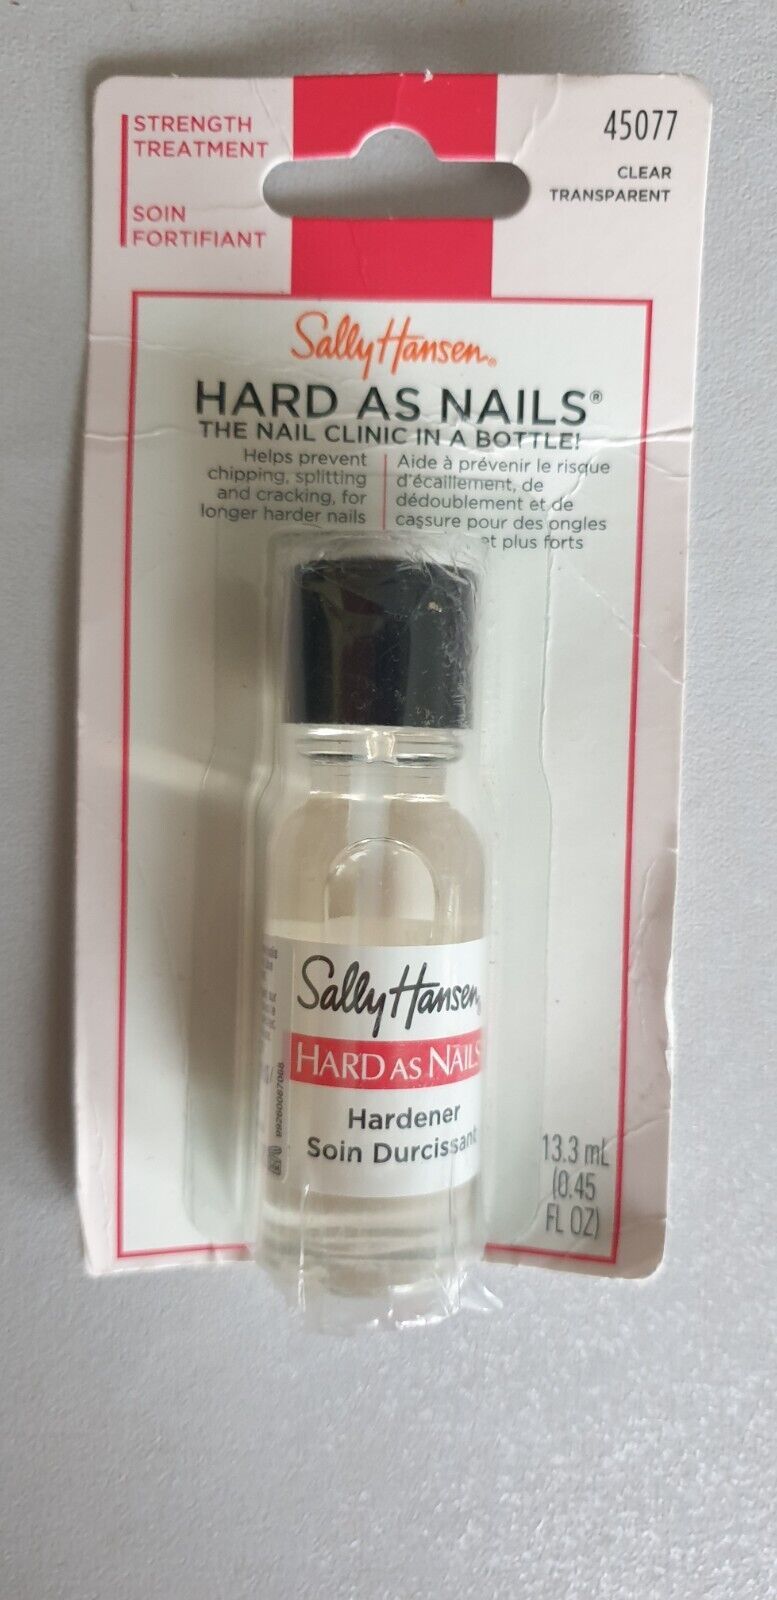 STRENGTH
TREATMENT
SOIN
FORTIFIANT
45077
CLEAR
TRANSPARENT
Sally Hansen®
HARD AS NAILS®
THE NAIL CLINIC IN A BOTTLE!
Helps prevent
chipping, splitting
and cracking, for
longer harder nails
Aide à prévenir le risque
d'écaillement, de
dédoublement et de
cassure pour des ongles
et plus forts
Sally Hansen
HARD AS NAILS
Hardener
Soin Durcissant
13.3 mL
(0.45
FL OZ)